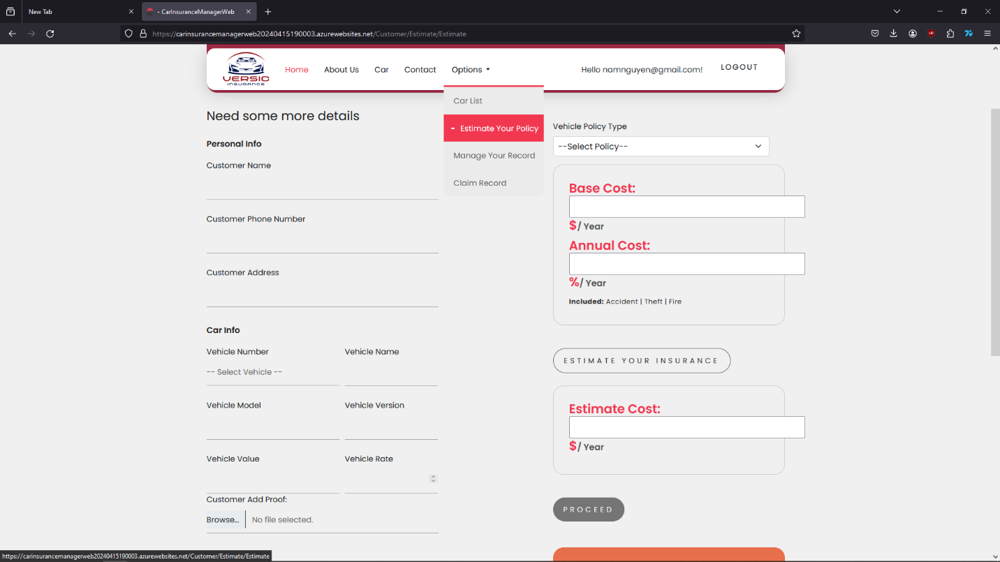 New Tab
- CarInsuranceManagerWeb
https://carinsurancemanagerweb20240415190003.azurewebsites.net/Customer/Estimate/Estimate
VERSIC
INSURANCE
Home
About Us
Car
Contact
Options
Hello namnguyen@gmail.com!
LOGOUT
Car List
- Estimate Your Policy
Manage Your Record
Claim Record
Need some more details
Personal Info
Customer Name
Customer Phone Number
Customer Address
Car Info
Vehicle Number
Vehicle Name
-- Select Vehicle --
Vehicle Model
Vehicle Version
Vehicle Value
Vehicle Rate
Customer Add Proof:
Browse...
No file selected.
Vehicle Policy Type
--Select Policy--
Base Cost:
$/ Year
Annual Cost:
%/ Year
Included: Accident | Theft | Fire
ESTIMATE YOUR INSURANCE
Estimate Cost:
$/ Year
PROCEED
https://carinsurancemanagerweb20240415190003.azurewebsites.net/Customer/Estimate/Estimate